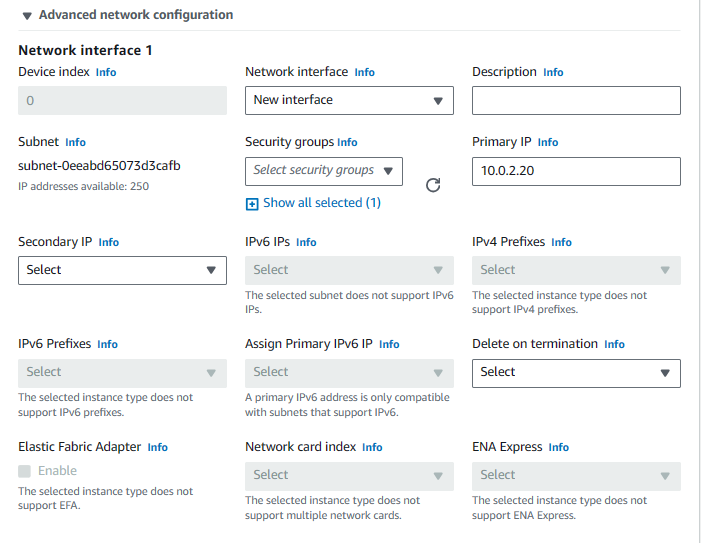 Advanced network configuration
Network interface 1
Device index Info
0
Network interface Info
New interface
Description Info
Subnet Info
subnet-0eeabd65073d3cafb
IP addresses available: 250
Security groups Info
Select security groups
Show all selected (1)
Primary IP Info
10.0.2.20
Secondary IP Info
Select
IPv6 IPs Info
Select
The selected subnet does not support IPv6
IPs.
IPv4 Prefixes Info
Select
The selected instance type does not
support IPv4 prefixes.
IPv6 Prefixes Info
Select
The selected instance type does not
support IPv6 prefixes.
Assign Primary IPv6 IP Info
Select
A primary IPv6 address is only compatible
with subnets that support IPv6.
Delete on termination Info
Select
Elastic Fabric Adapter Info
Enable
The selected instance type does not
support EFA.
Network card index Info
Select
The selected instance type does not
support multiple network cards.
ENA Express Info
Select
The selected instance type does not
support ENA Express.